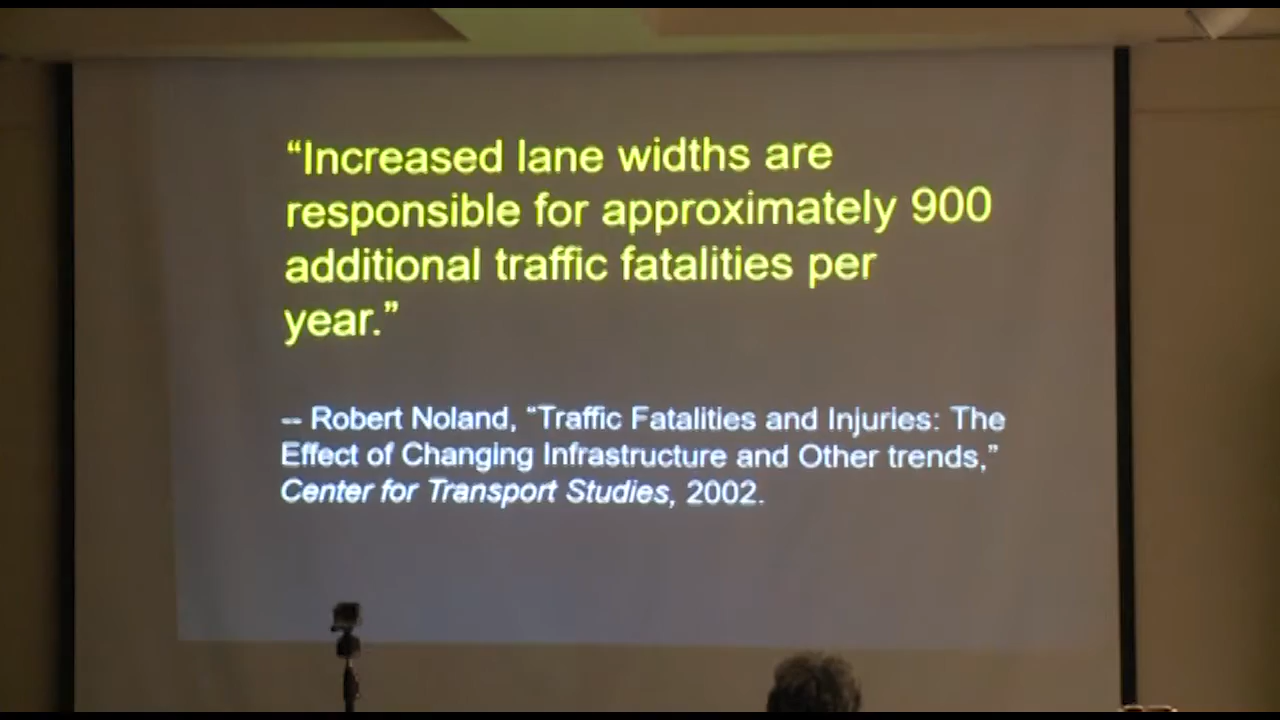 “Increased lane widths are
responsible for approximately 900
additional traffic fatalities per
year.”
-- Robert Noland, “Traffic Fatalities and Injuries: The
Effect of Changing Infrastructure and Other trends,”
Center for Transport Studies, 2002.